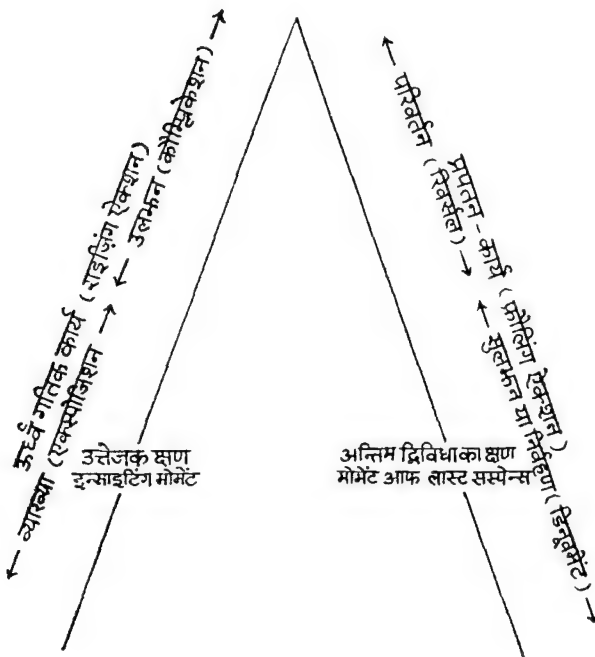 ऊर्ध्व गतिक कार्य (राइज़िंग ऐक्शन)
← व्याख्या (एक्स्पोजिशन →
← उलझन (कौम्प्लिकेशन) →
उत्तेजक क्षण
इन्साइटिंग मोमेंट
← परिवर्तन (रिवर्सल) →
प्रपतन - कार्य (फ़ौलिंग ऐक्शन)
← सुलझन या निर्वहण (डिनूवमेंट) →
अन्तिम द्विविधा का क्षण
मोमेंट आफ लास्ट सस्पेन्स